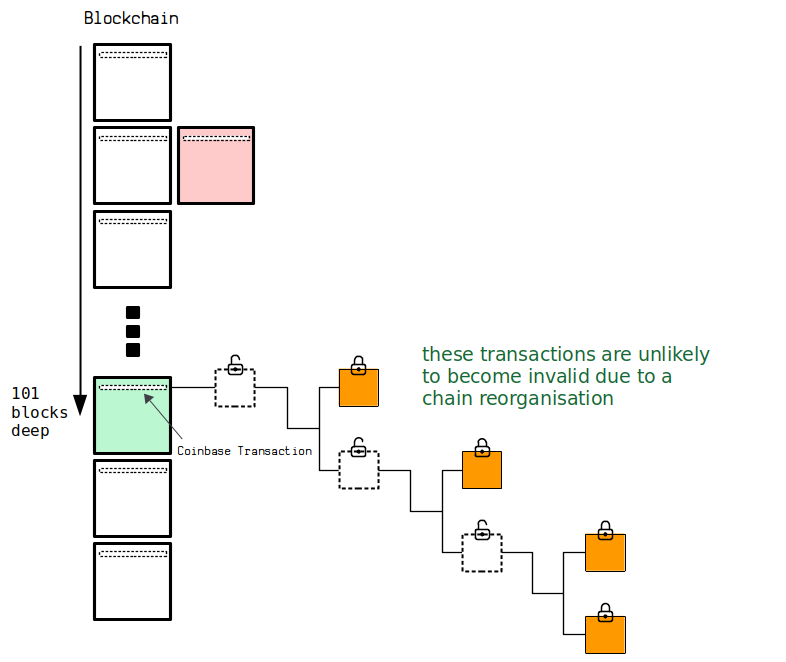 Blockchain
these transactions are unlikely
to become invalid due to a
chain reorganisation
101
blocks
deep
Coinbase Transaction